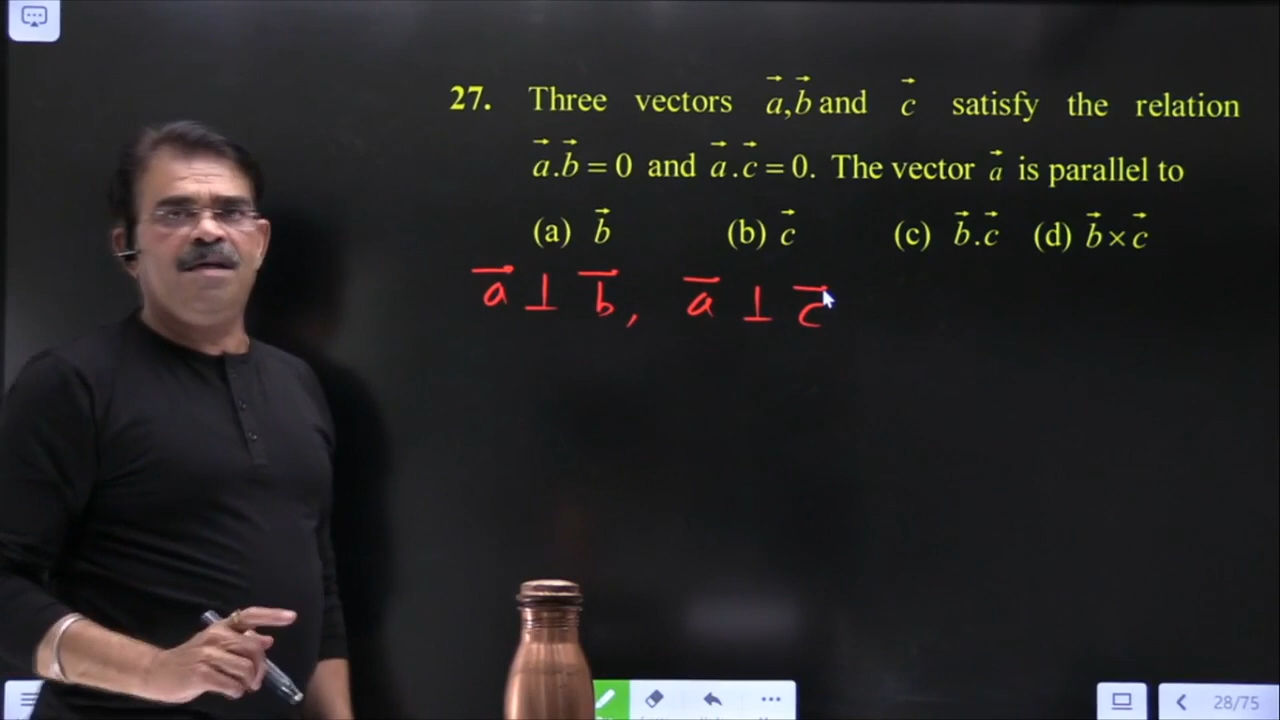 27. Three vectors a⃗,b⃗ and c⃗ satisfy the relation
a⃗.b⃗ = 0 and a⃗.c⃗ = 0. The vector a⃗ is parallel to
(a) b⃗ (b) c⃗ (c) b⃗.c⃗ (d) b⃗×c⃗
a⃗ ⊥ b⃗, a⃗ ⊥ c⃗
28/75